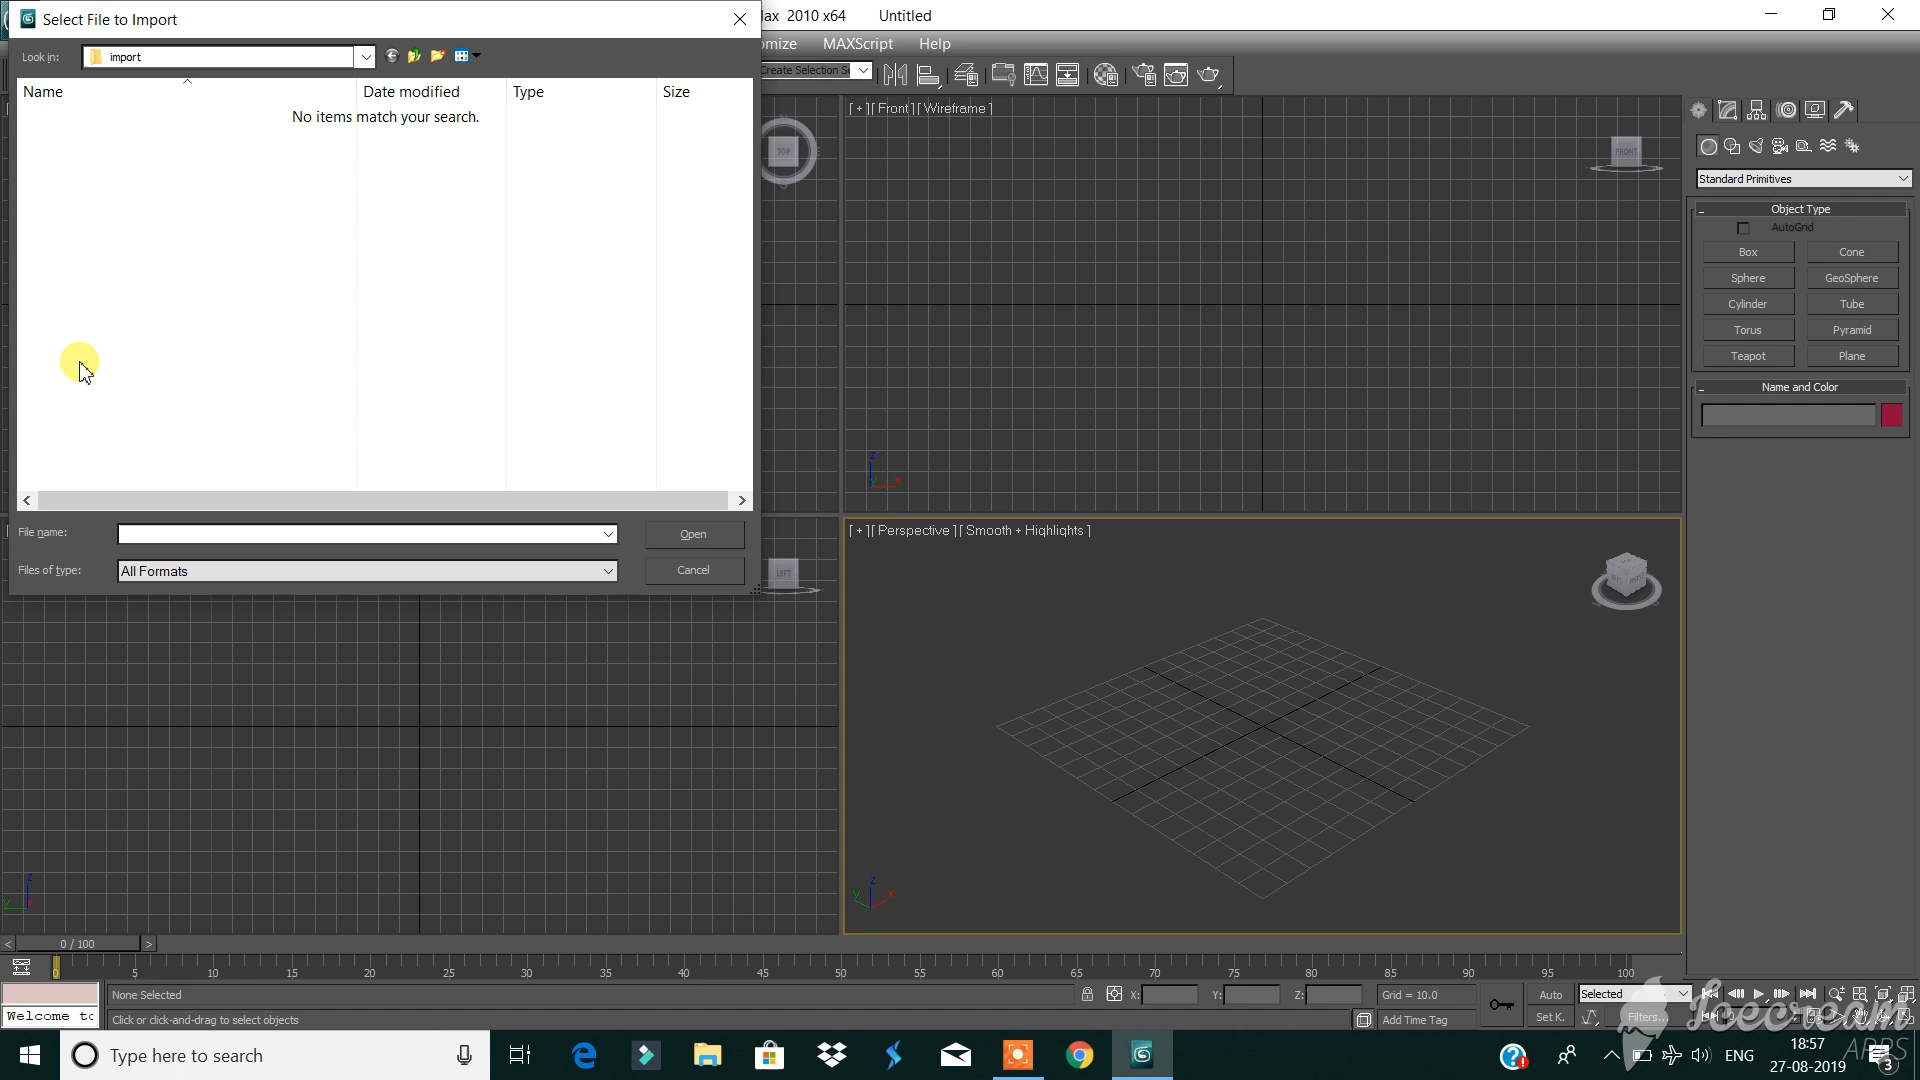 Select File to Import
Max 2010 x64 Untitled
Look in:
import
omize MAXScript Help
Create Selection Se
Name Date modified Type Size
No items match your search.
[ + ][ Front ][ Wireframe ]
TOP
FRONT
Standard Primitives
Object Type
AutoGrid
Box Cone
Sphere GeoSphere
Cylinder Tube
Torus Pyramid
Teapot Plane
Name and Color
z
y x
File name:
Open
Files of type:
All Formats
Cancel
LEFT
[ + ][ Perspective ][ Smooth + Highlights ]
z
y x
z
y x
< 0 / 100 >
0 5 10 15 20 25 30 35 40 45 50 55 60 65 70 75 80 85 90 95 100
None Selected
X: Y: Z:
Grid = 10.0
Auto
Selected
Welcome to
Click or click-and-drag to select objects
Add Time Tag
Set K.
Filters...
0
Icecream
APPS
Type here to search
ENG
18:57
27-08-2019
3